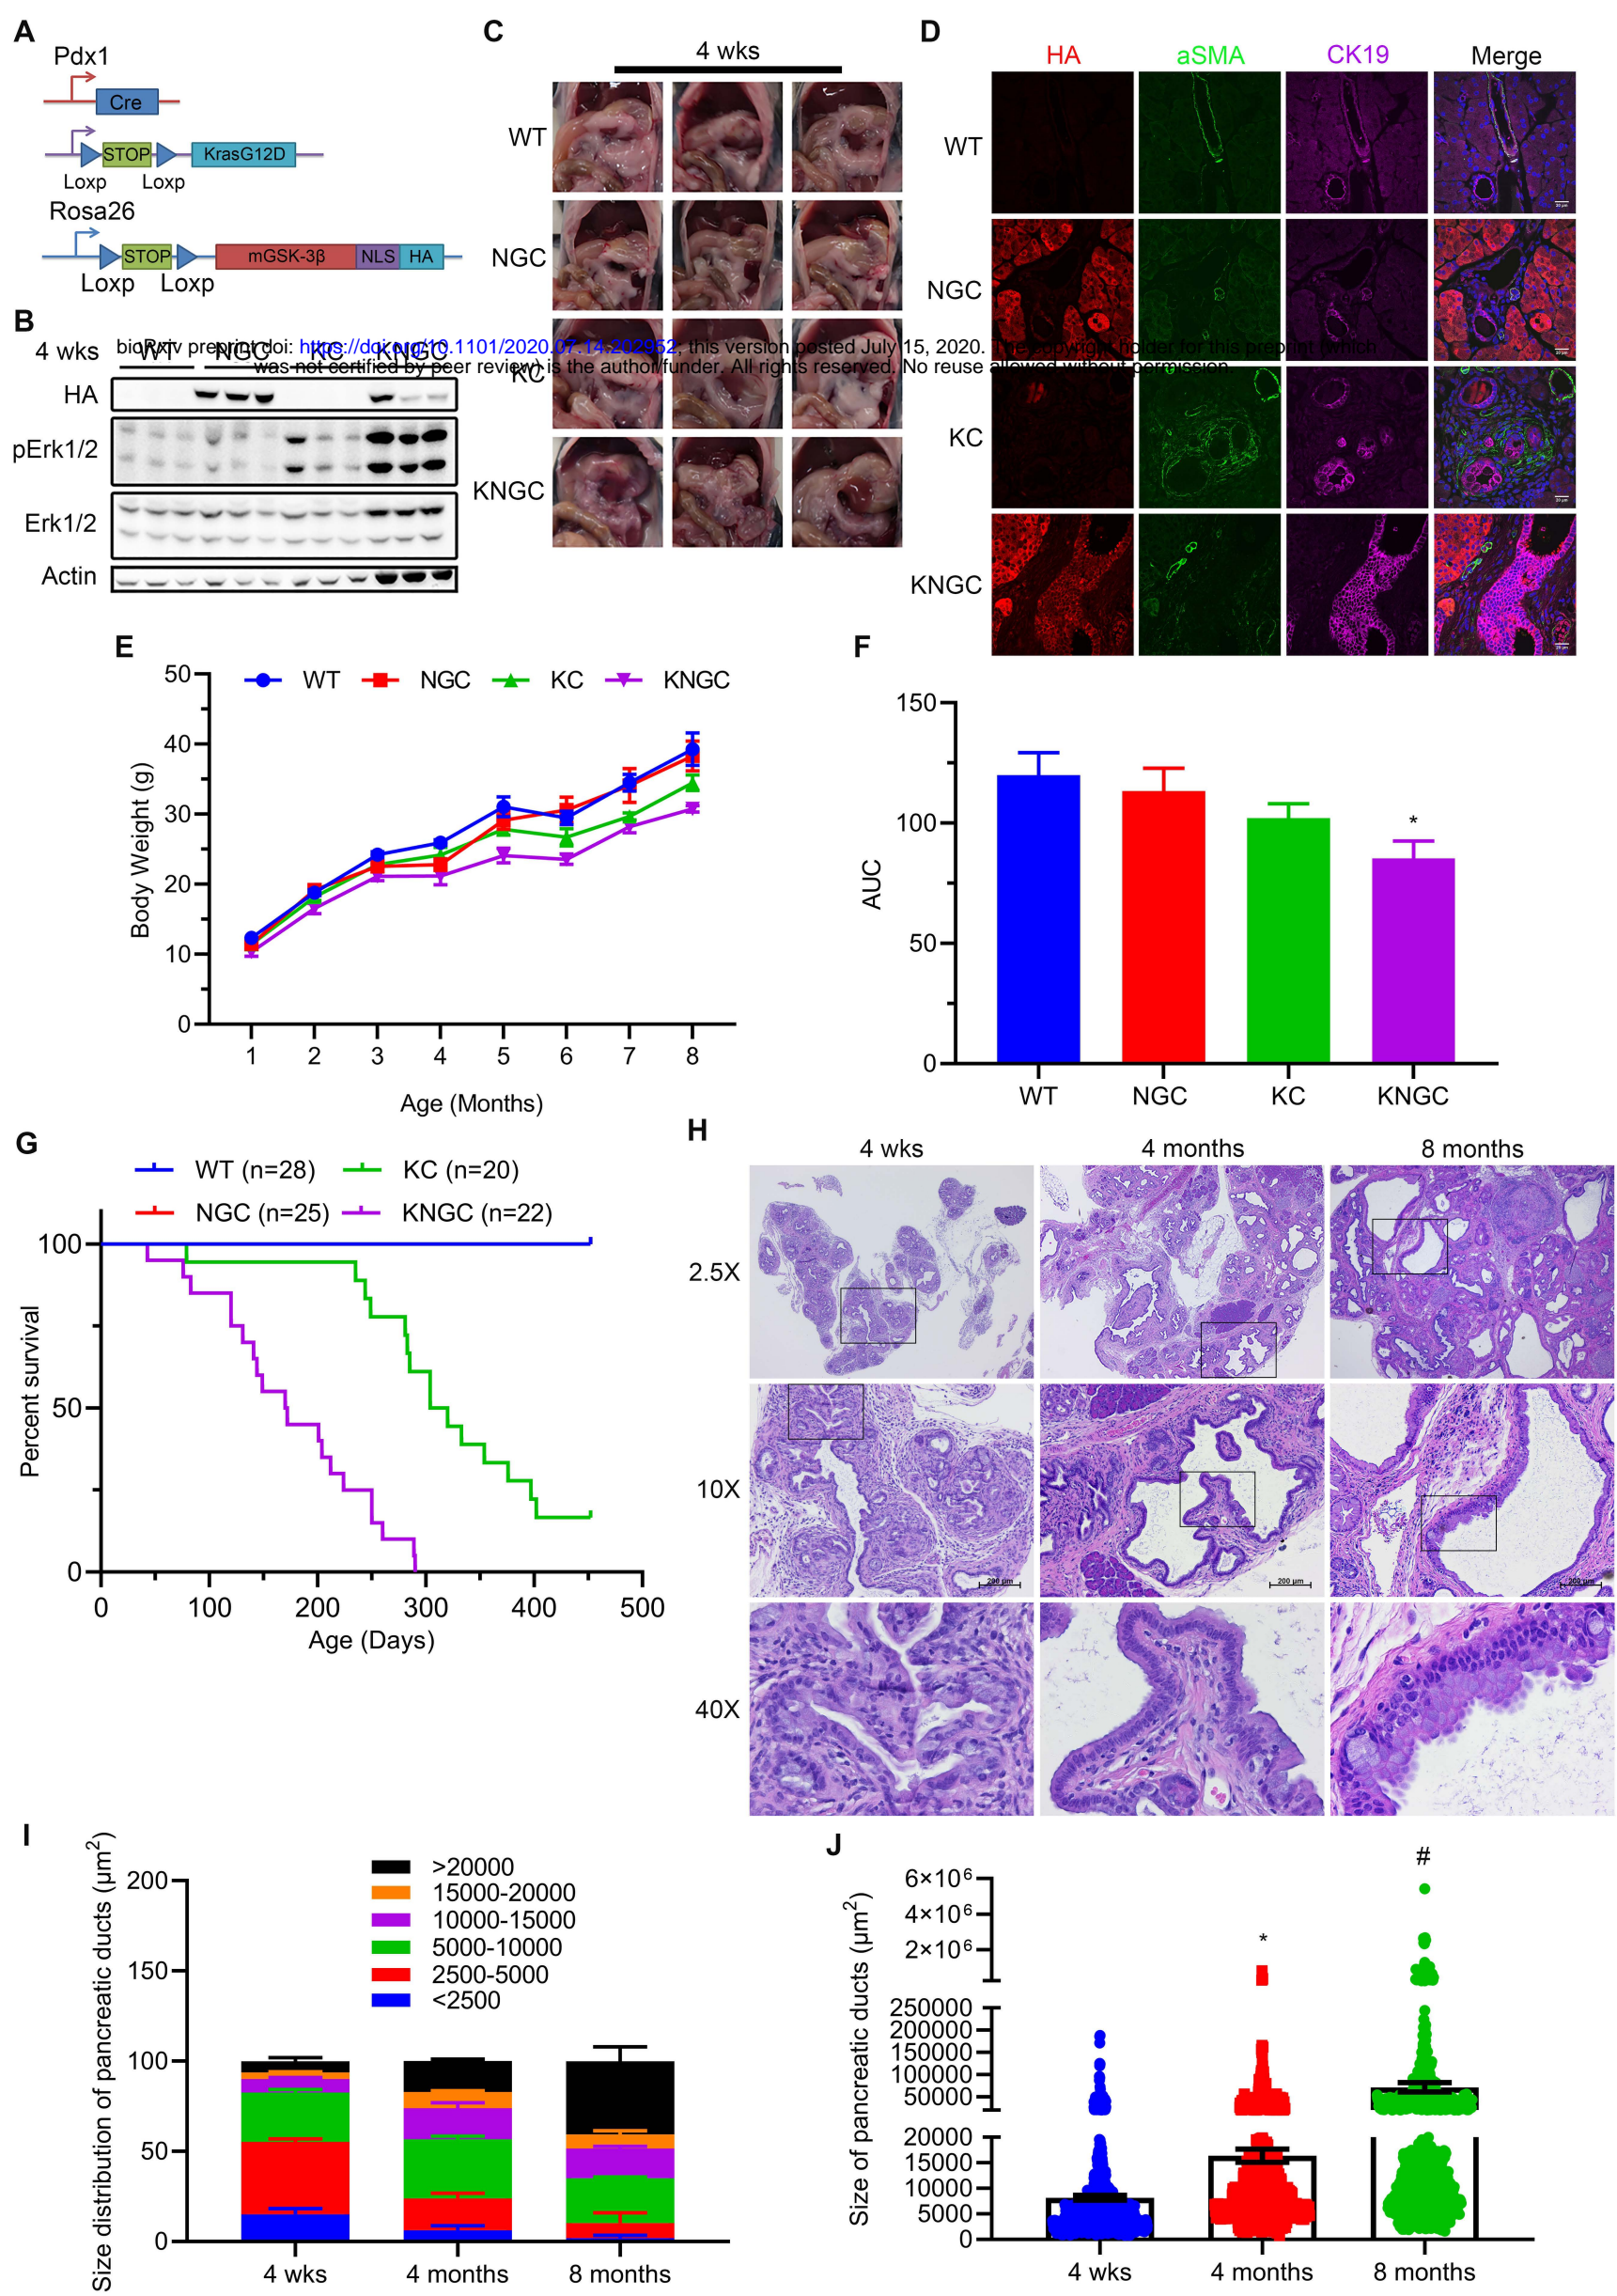 A
Pdx1
Cre
STOP
KrasG12D
Loxp Loxp
Rosa26
STOP
mGSK-3β NLS HA
Loxp Loxp
B
4 wks WT NGC KC KNGC
HA
pErk1/2
Erk1/2
Actin
C
4 wks
WT
NGC
KC
KNGC
D
HA aSMA CK19 Merge
WT
NGC
KC
KNGC
20 µm
bioRxiv preprint doi: https://doi.org/10.1101/2020.07.14.202952; this version posted July 15, 2020. The copyright holder for this preprint (which
was not certified by peer review) is the author/funder. All rights reserved. No reuse allowed without permission.
E
WT NGC KC KNGC
Body Weight (g)
50
40
30
20
10
0
1 2 3 4 5 6 7 8
Age (Months)
F
AUC
150
100
50
0
*
WT NGC KC KNGC
G
WT (n=28) KC (n=20)
NGC (n=25) KNGC (n=22)
Percent survival
100
50
0
0 100 200 300 400 500
Age (Days)
H
4 wks 4 months 8 months
2.5X
10X
200 µm 200 µm 200 µm
40X
I
Size distribution of pancreatic ducts (µm²)
200
150
100
50
0
>20000
15000-20000
10000-15000
5000-10000
2500-5000
<2500
4 wks 4 months 8 months
J
Size of pancreatic ducts (µm²)
#
*
6×10⁶
4×10⁶
2×10⁶
250000
200000
150000
100000
50000
20000
15000
10000
5000
0
4 wks 4 months 8 months